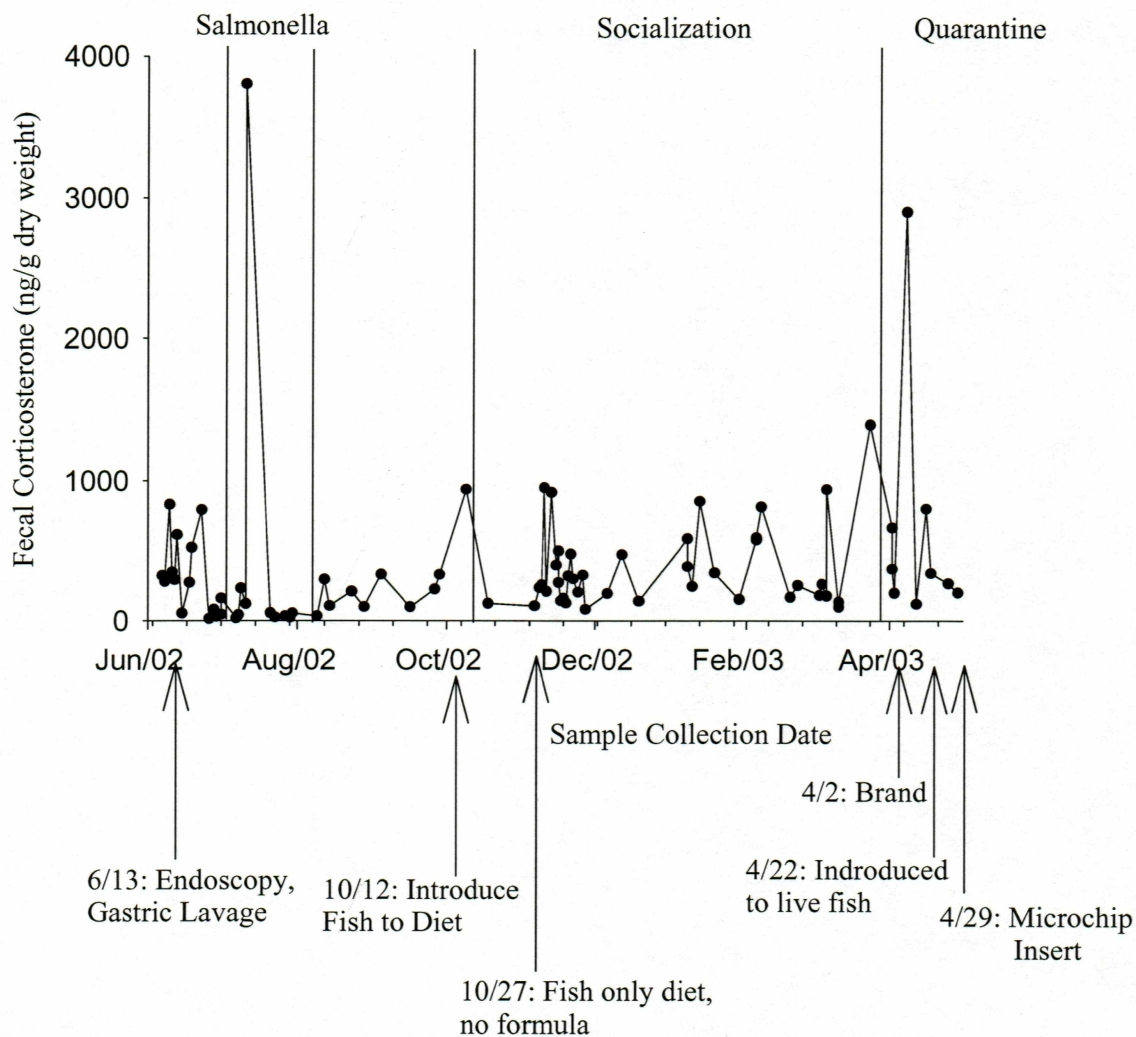 Salmonella
Socialization
Quarantine
4000
3000
2000
1000
0
Fecal Corticosterone (ng/g dry weight)
Jun/02
Aug/02
Oct/02
Dec/02
Feb/03
Apr/03
Sample Collection Date
4/2: Brand
6/13: Endoscopy,
Gastric Lavage
10/12: Introduce
Fish to Diet
4/22: Indroduced
to live fish
4/29: Microchip
Insert
10/27: Fish only diet,
no formula